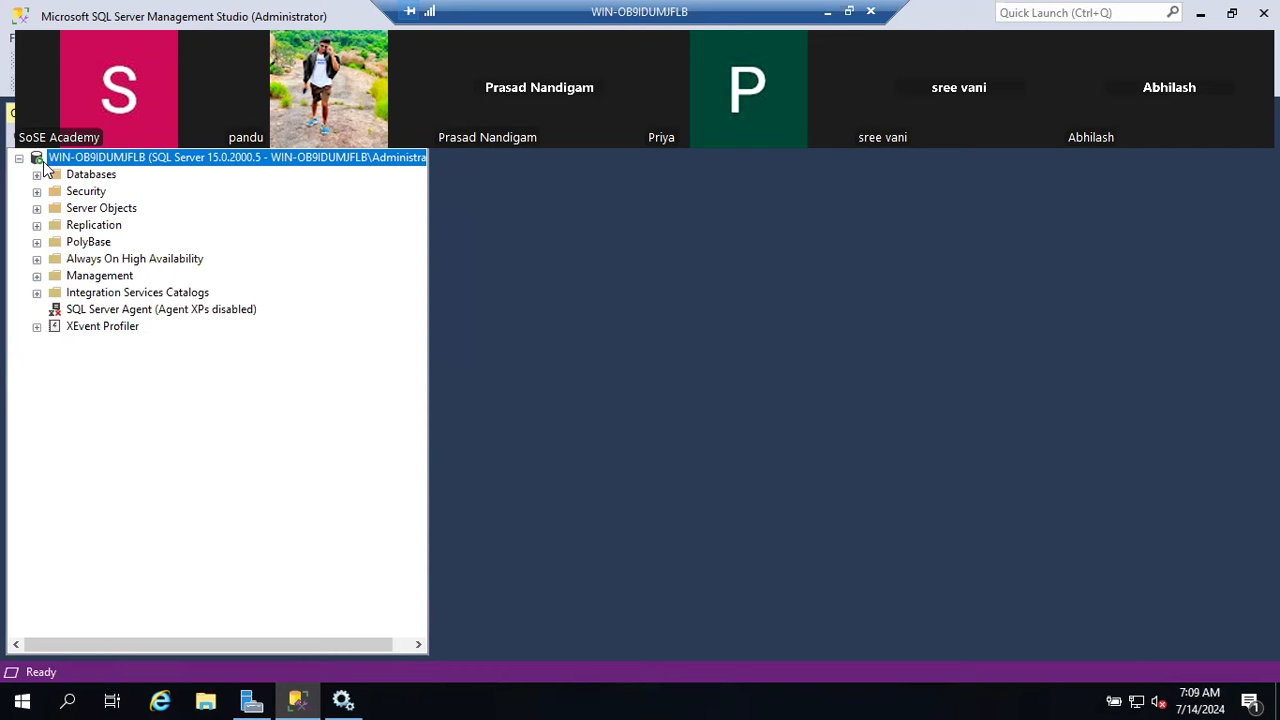 Microsoft SQL Server Management Studio (Administrator)
WIN-OB9IDUMJFLB
Quick Launch (Ctrl+Q)
S
P
Prasad Nandigam
sree vani
Abhilash
SoSE Academy
pandu
Prasad Nandigam
Priya
sree vani
Abhilash
WIN-OB9IDUMJFLB (SQL Server 15.0.2000.5 - WIN-OB9IDUMJFLB\Administra
Databases
Security
Server Objects
Replication
PolyBase
Always On High Availability
Management
Integration Services Catalogs
SQL Server Agent (Agent XPs disabled)
XEvent Profiler
Ready
7:09 AM
7/14/2024
1